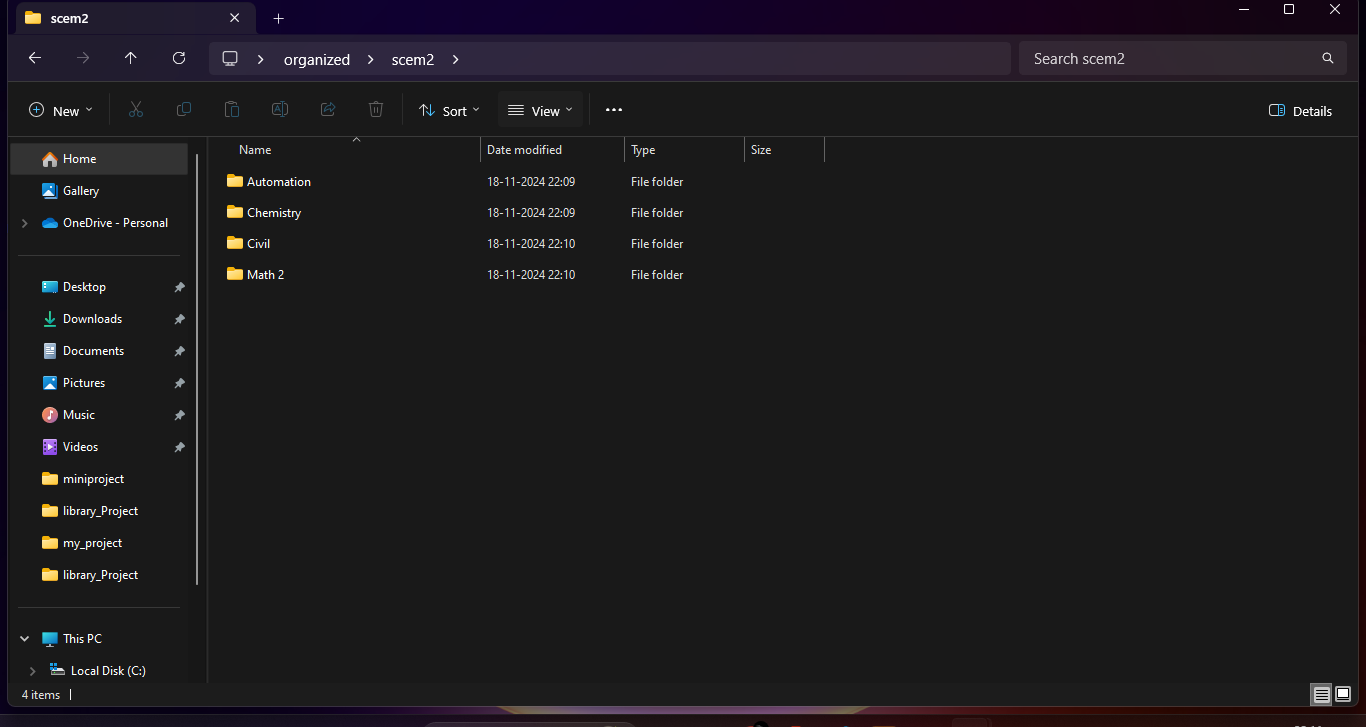 scem2
organized
scem2
Search scem2
New
Sort
View
Details
Home
Gallery
OneDrive - Personal
Desktop
Downloads
Documents
Pictures
Music
Videos
miniproject
library_Project
my_project
library_Project
This PC
Local Disk (C:)
Name Date modified Type Size
Automation 18-11-2024 22:09 File folder
Chemistry 18-11-2024 22:09 File folder
Civil 18-11-2024 22:10 File folder
Math 2 18-11-2024 22:10 File folder
4 items